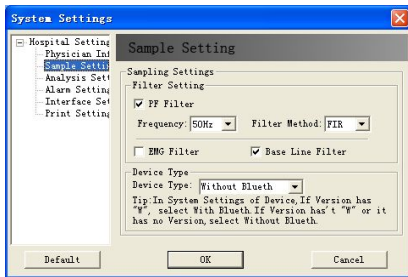 System Settings
Hospital Setting
Physician Inf
Sample Settin
Analysis Sett
Alarm Setting
Interface Set
Print Setting
Sample Setting
Sampling Settings
Filter Setting
PF Filter
Frequency: 50Hz Filter Method: FIR
EMG Filter Base Line Filter
Device Type
Device Type: Without Blueth
Tip:In System Settings of Device,If Version has
"W", select With Blueth.If Version has't "W" or it
has no Version,select Without Blueth.
Default OK Cancel